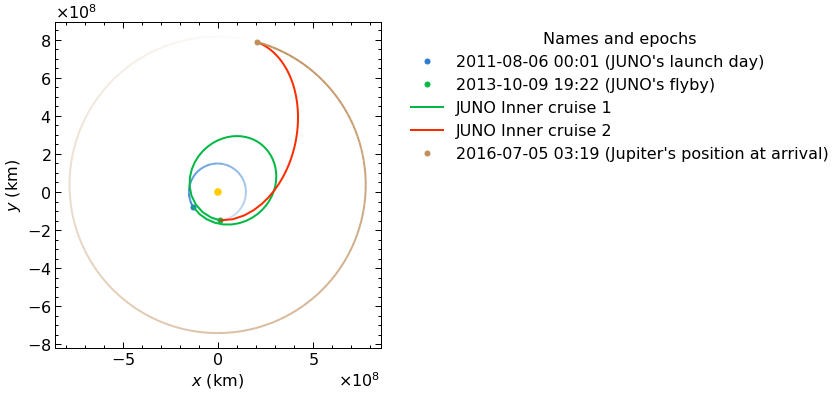 ×10⁸
8
6
4
2
0
−2
−4
−6
−8
y (km)
−5
0
5
x (km)
×10⁸
Names and epochs
2011-08-06 00:01 (JUNO's launch day)
2013-10-09 19:22 (JUNO's flyby)
JUNO Inner cruise 1
JUNO Inner cruise 2
2016-07-05 03:19 (Jupiter's position at arrival)